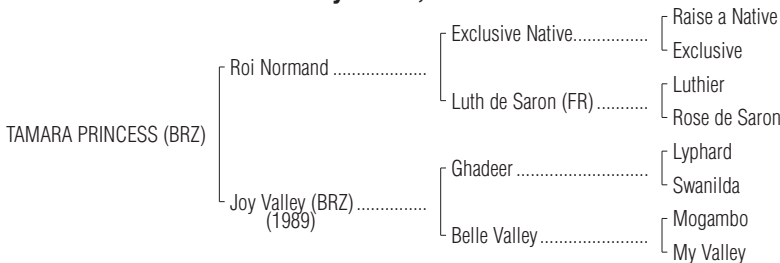 Raise a Native
Exclusive Native................
Exclusive
Roi Normand ....................
Luthier
Luth de Saron (FR) ...........
Rose de Saron
TAMARA PRINCESS (BRZ)
Lyphard
Ghadeer ............................
Swanilda
Joy Valley (BRZ) ...............
(1989)
Mogambo
Belle Valley.......................
My Valley